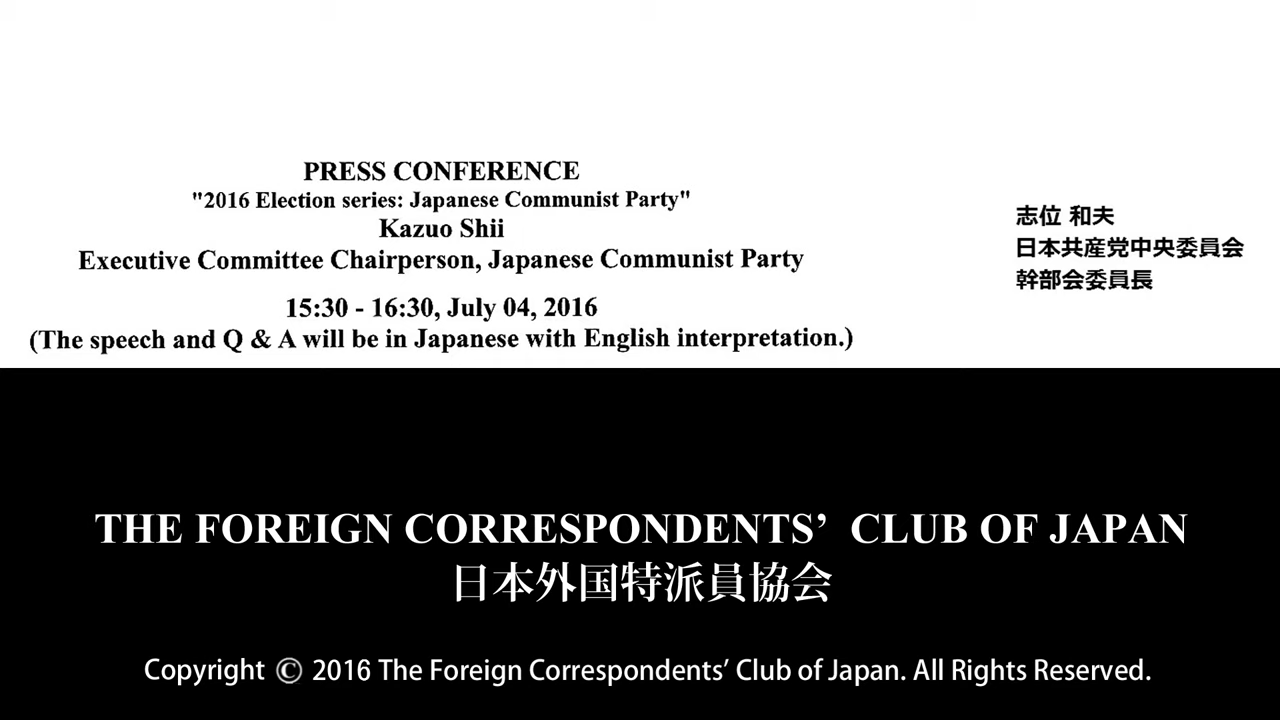 PRESS CONFERENCE
"2016 Election series: Japanese Communist Party"
Kazuo Shii
Executive Committee Chairperson, Japanese Communist Party
15:30 - 16:30, July 04, 2016
(The speech and Q & A will be in Japanese with English interpretation.)
志位 和夫
日本共産党中央委員会
幹部会委員長
THE FOREIGN CORRESPONDENTS’ CLUB OF JAPAN
日本外国特派員協会
Copyright © 2016 The Foreign Correspondents’ Club of Japan. All Rights Reserved.